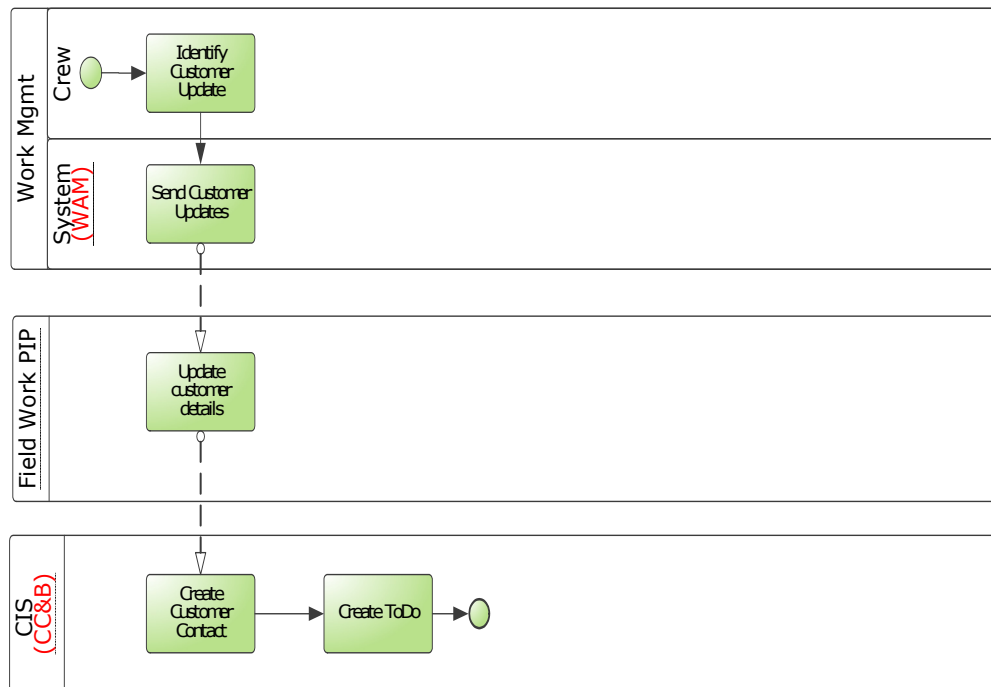 Work Mgmt
Crew
Identify
Customer
Update
System
(WAM)
Send Customer
Updates
Field Work PIP
Update
customer
details
CIS
(CC&B)
Create
Customer
Contact
Create ToDo